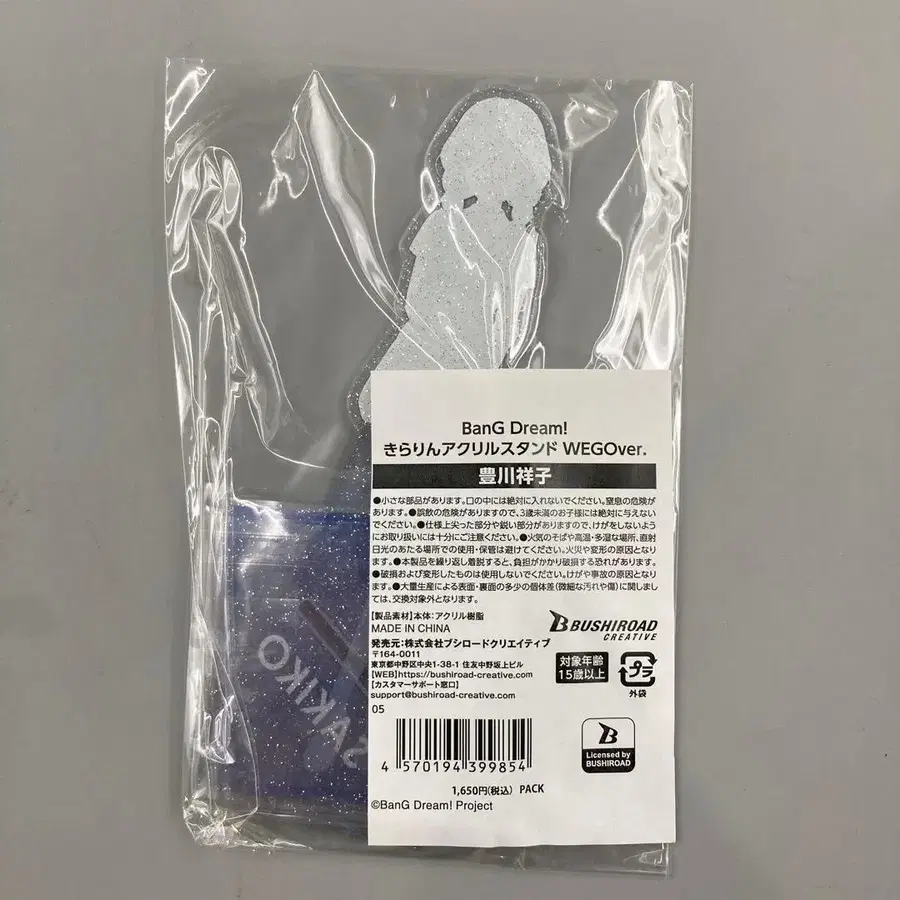 BanG Dream!
きらりんアクリルスタンド WEGOver.
豊川祥子
●小さな部品があります。口の中には絶対に入れないでください。窒息の危険が
あります。●誤飲の危険がありますので、3歳未満のお子様には絶対に与えない
でください。●仕様上尖った部分や鋭い部分がありますので、けがをしないよう
にお取り扱いには十分にご注意ください。●火気のそばや高温・多湿な場所、直射
日光のあたる場所での使用・保管は避けてください。火災や変形の原因となり
ます。●本製品を繰り返し着脱すると、負担がかかり破損する恐れがあります。
●破損および変形したものは使用しないでください。けがや事故の原因となりま
す。●大量生産による表面・裏面の多少の個体差(微細な汚れや傷)に関しまし
ては、交換対象外となります。
【製品素材】本体:アクリル樹脂
MADE IN CHINA
発売元:株式会社ブシロードクリエイティブ
〒164-0011
東京都中野区中央1-38-1 住友中野坂上ビル
[WEB]https://bushiroad-creative.com
【カスタマーサポート窓口】
support@bushiroad-creative.com
BUSHIROAD
CREATIVE
対象年齢
15歳以上
プラ
外袋
05
4 570194 399854
1,650円(税込) PACK
Licensed by
BUSHIROAD
©BanG Dream! Project
SAKIKO